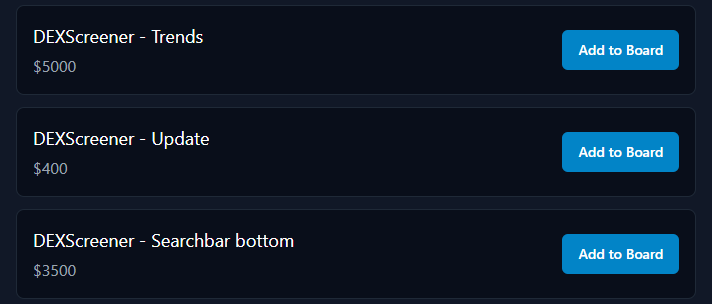 DEXScreener - Trends
$5000
Add to Board
DEXScreener - Update
$400
Add to Board
DEXScreener - Searchbar bottom
$3500
Add to Board